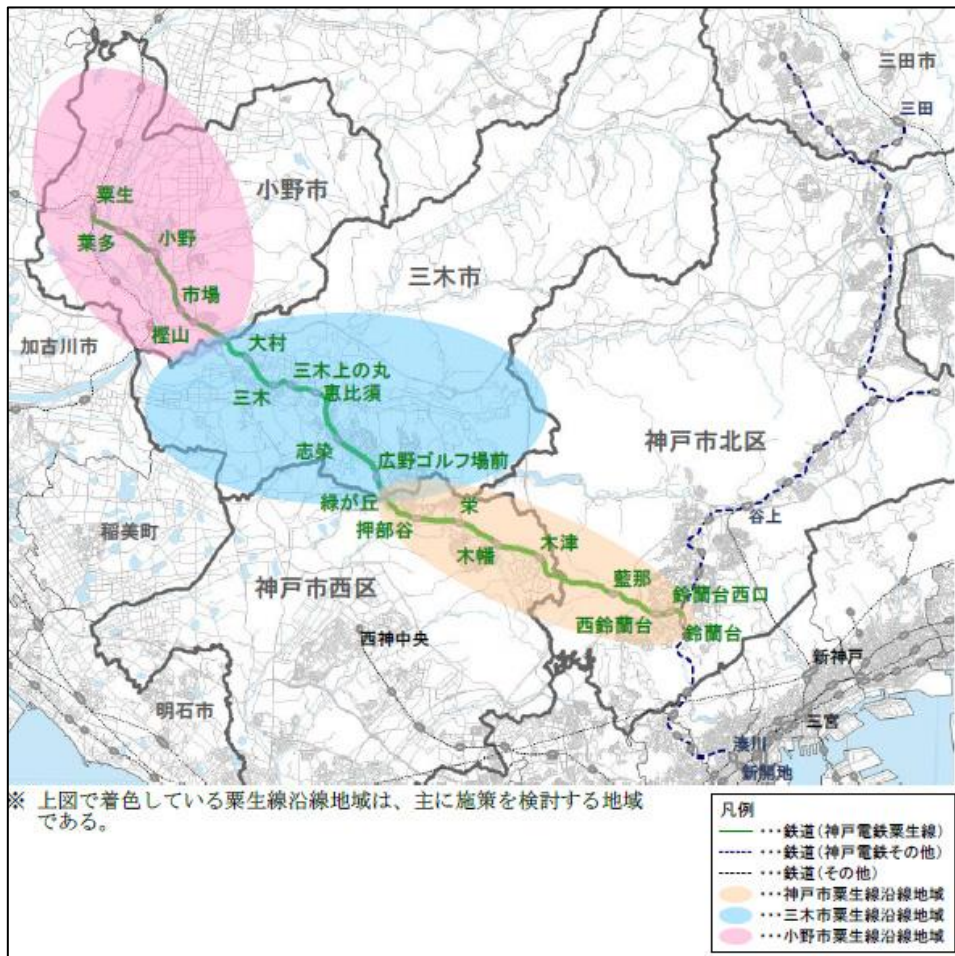 三田市
三田
小野市
粟生
葉多
小野
三木市
市場
樫山
加古川市
大村
三木上の丸
恵比須
三木
神戸市北区
志染
広野ゴルフ場前
緑が丘
栄
押部谷
谷上
稲美町
木幡
木津
藍那
神戸市西区
鈴蘭台西口
西鈴蘭台
鈴蘭台
西神中央
新神戸
明石市
三宮
湊川
新開地
※ 上図で着色している粟生線沿線地域は、主に施策を検討する地域
である。
凡例
・・・鉄道(神戸電鉄粟生線)
・・・鉄道(神戸電鉄その他)
・・・鉄道(その他)
・・・神戸市粟生線沿線地域
・・・三木市粟生線沿線地域
・・・小野市粟生線沿線地域